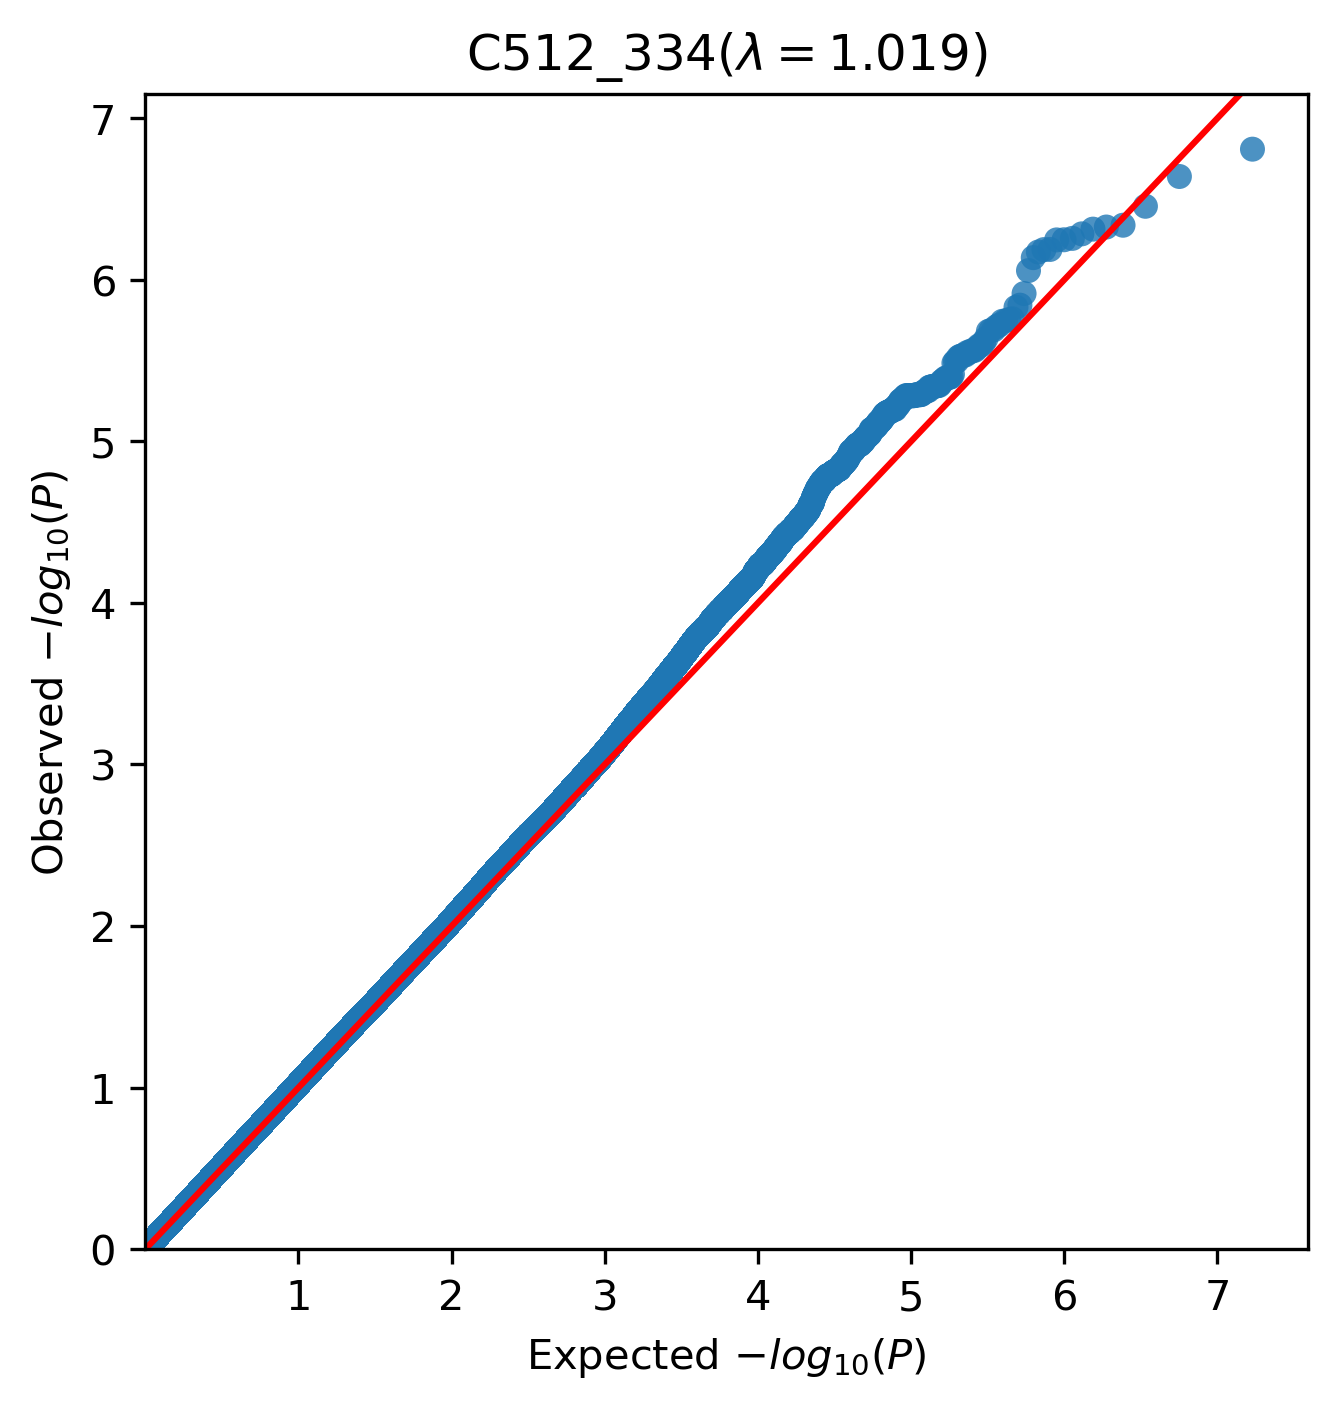 C512_334(λ = 1.019)
7
6
5
4
3
2
1
0
Observed −log₁₀(P)
1 2 3 4 5 6 7
Expected −log₁₀(P)